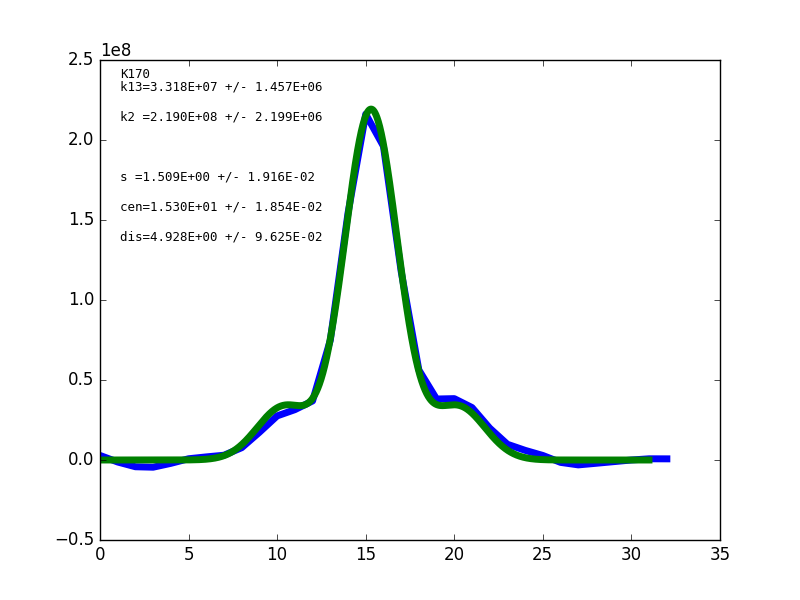 1e8
2.5
K170
k13=3.318E+07 +/- 1.457E+06
k2 =2.190E+08 +/- 2.199E+06
2.0
s =1.509E+00 +/- 1.916E-02
cen=1.530E+01 +/- 1.854E-02
1.5
dis=4.928E+00 +/- 9.625E-02
1.0
0.5
0.0
−0.5
0 5 10 15 20 25 30 35